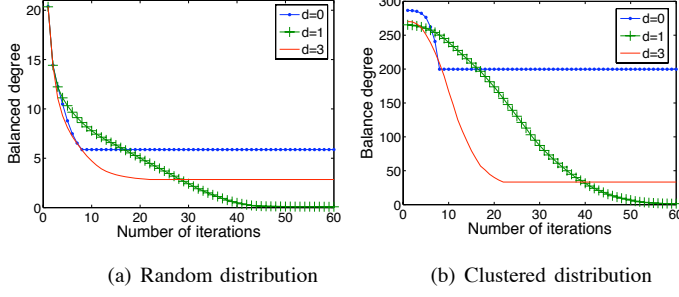 Balanced degree
20
15
10
5
0
10
20
30
40
50
60
Number of iterations
d=0
d=1
d=3
(a) Random distribution
Balance degree
300
250
200
150
100
50
0
0
10
20
30
40
50
60
Number of iterations
d=0
d=1
d=3
(b) Clustered distribution